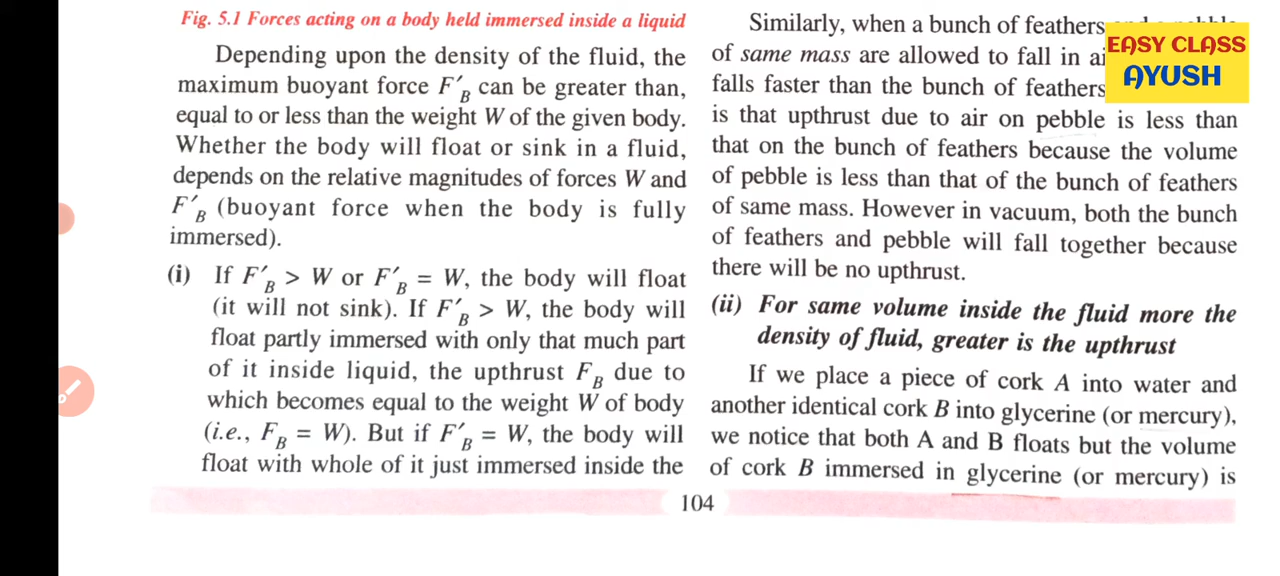 Fig. 5.1 Forces acting on a body held immersed inside a liquid
Depending upon the density of the fluid, the
maximum buoyant force F′B can be greater than,
equal to or less than the weight W of the given body.
Whether the body will float or sink in a fluid,
depends on the relative magnitudes of forces W and
F′B (buoyant force when the body is fully
immersed).
(i) If F′B > W or F′B = W, the body will float
(it will not sink). If F′B > W, the body will
float partly immersed with only that much part
of it inside liquid, the upthrust FB due to
which becomes equal to the weight W of body
(i.e., FB = W). But if F′B = W, the body will
float with whole of it just immersed inside the
Similarly, when a bunch of feathers
of same mass are allowed to fall in
falls faster than the bunch of feathers
is that upthrust due to air on pebble is less than
that on the bunch of feathers because the volume
of pebble is less than that of the bunch of feathers
of same mass. However in vacuum, both the bunch
of feathers and pebble will fall together because
there will be no upthrust.
(ii) For same volume inside the fluid more the
density of fluid, greater is the upthrust
If we place a piece of cork A into water and
another identical cork B into glycerine (or mercury),
we notice that both A and B floats but the volume
of cork B immersed in glycerine (or mercury) is
104
EASY CLASS
AYUSH